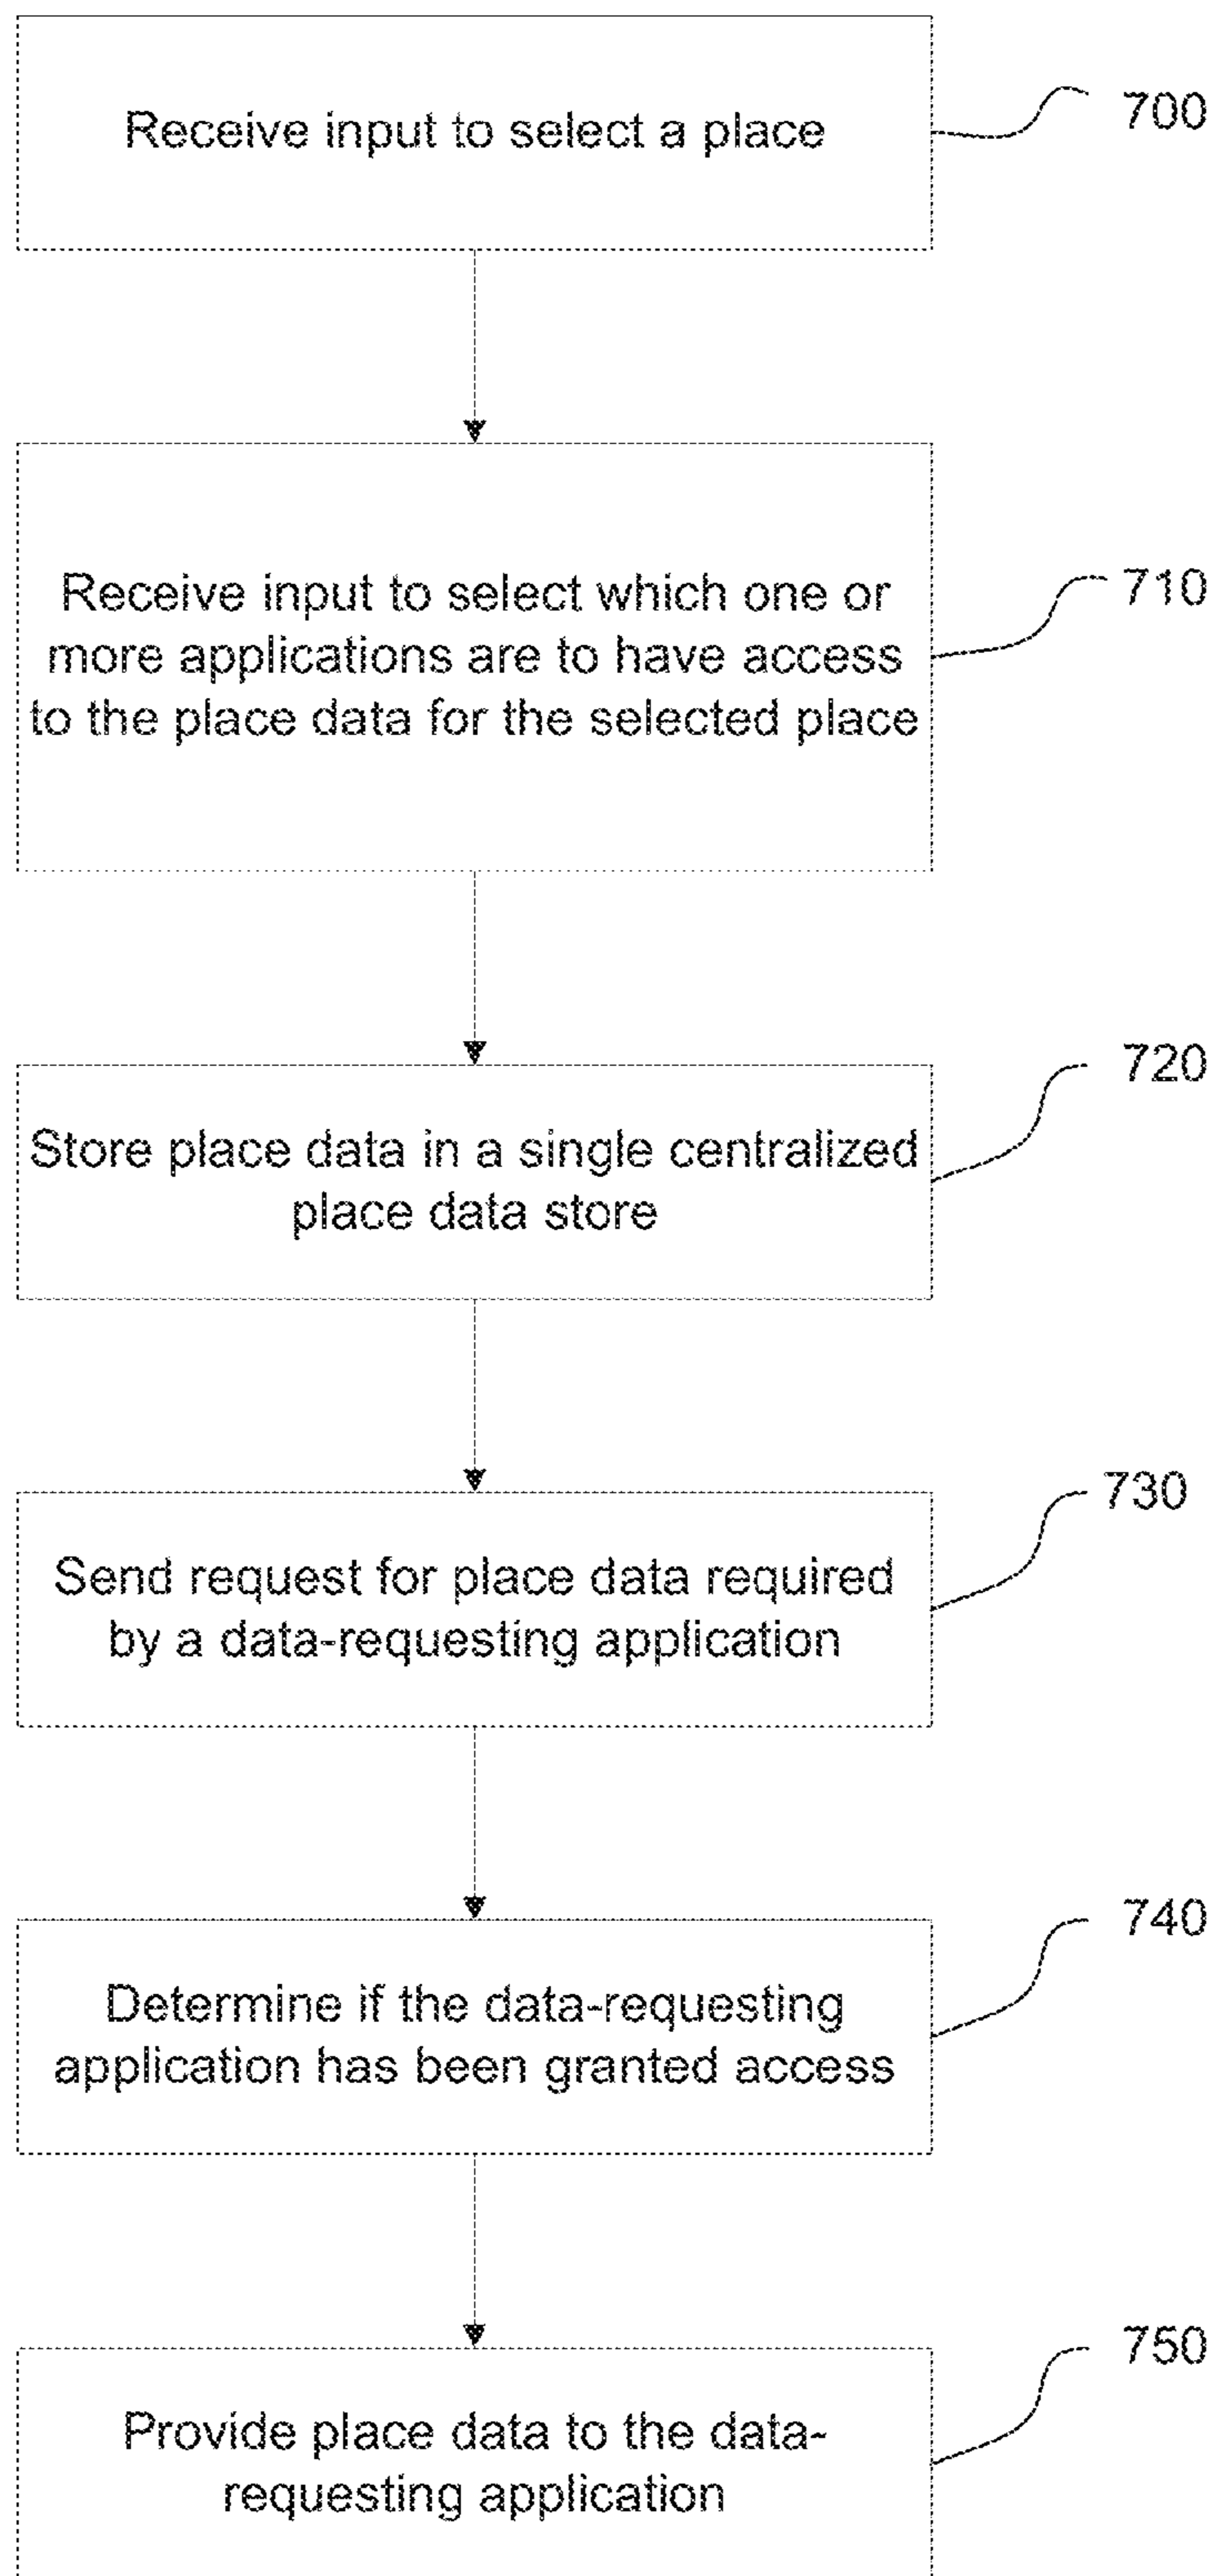 Receive input to select a place
700
Receive input to select which one or
more applications are to have access
to the place data for the selected place
710
Store place data in a single centralized
place data store
720
Send request for place data required
by a data-requesting application
730
Determine if the data-requesting
application has been granted access
740
Provide place data to the data-
requesting application
750